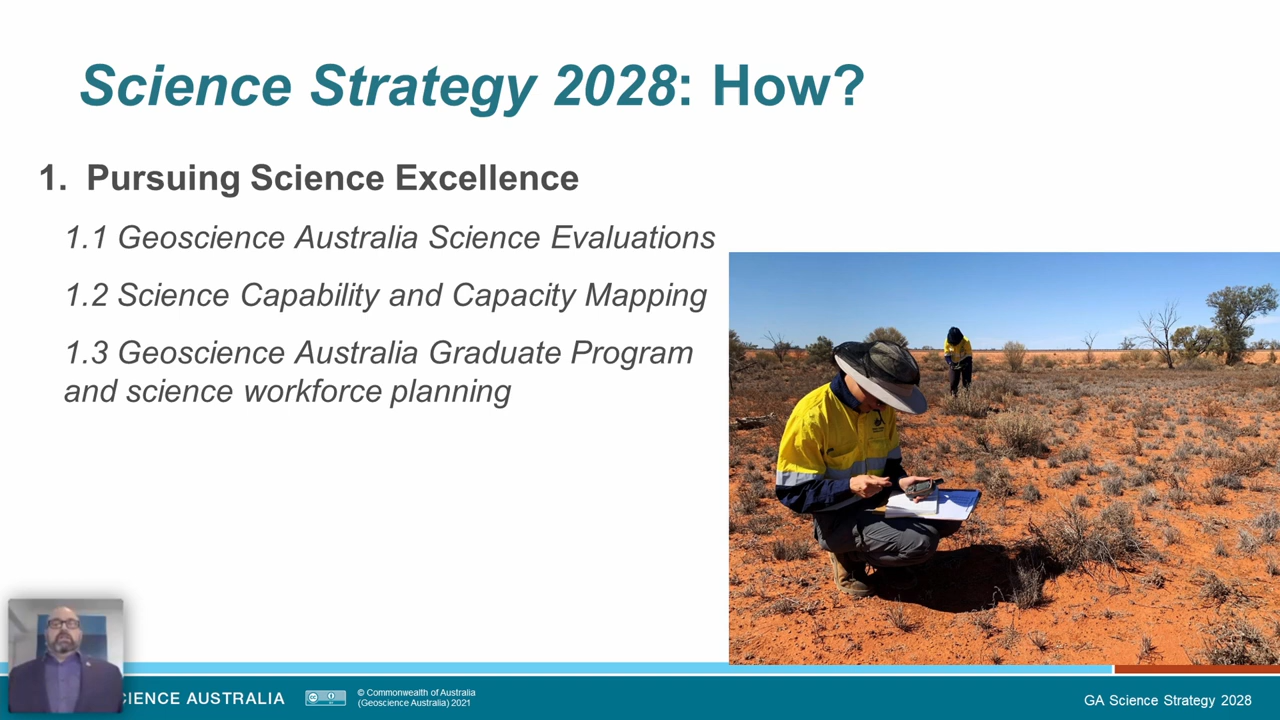 Science Strategy 2028: How?
1. Pursuing Science Excellence
1.1 Geoscience Australia Science Evaluations
1.2 Science Capability and Capacity Mapping
1.3 Geoscience Australia Graduate Program
and science workforce planning
CIENCE AUSTRALIA
© Commonwealth of Australia
(Geoscience Australia) 2021
GA Science Strategy 2028